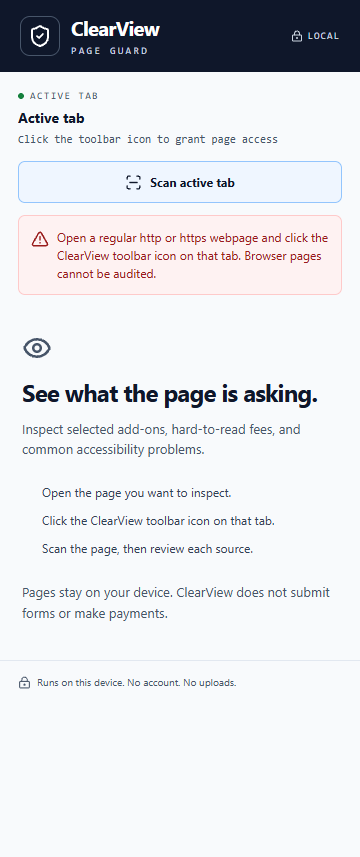 ClearView
PAGE GUARD
LOCAL
ACTIVE TAB
Active tab
Click the toolbar icon to grant page access
Scan active tab
Open a regular http or https webpage and click the
ClearView toolbar icon on that tab. Browser pages
cannot be audited.
See what the page is asking.
Inspect selected add-ons, hard-to-read fees, and
common accessibility problems.
Open the page you want to inspect.
Click the ClearView toolbar icon on that tab.
Scan the page, then review each source.
Pages stay on your device. ClearView does not submit
forms or make payments.
Runs on this device. No account. No uploads.